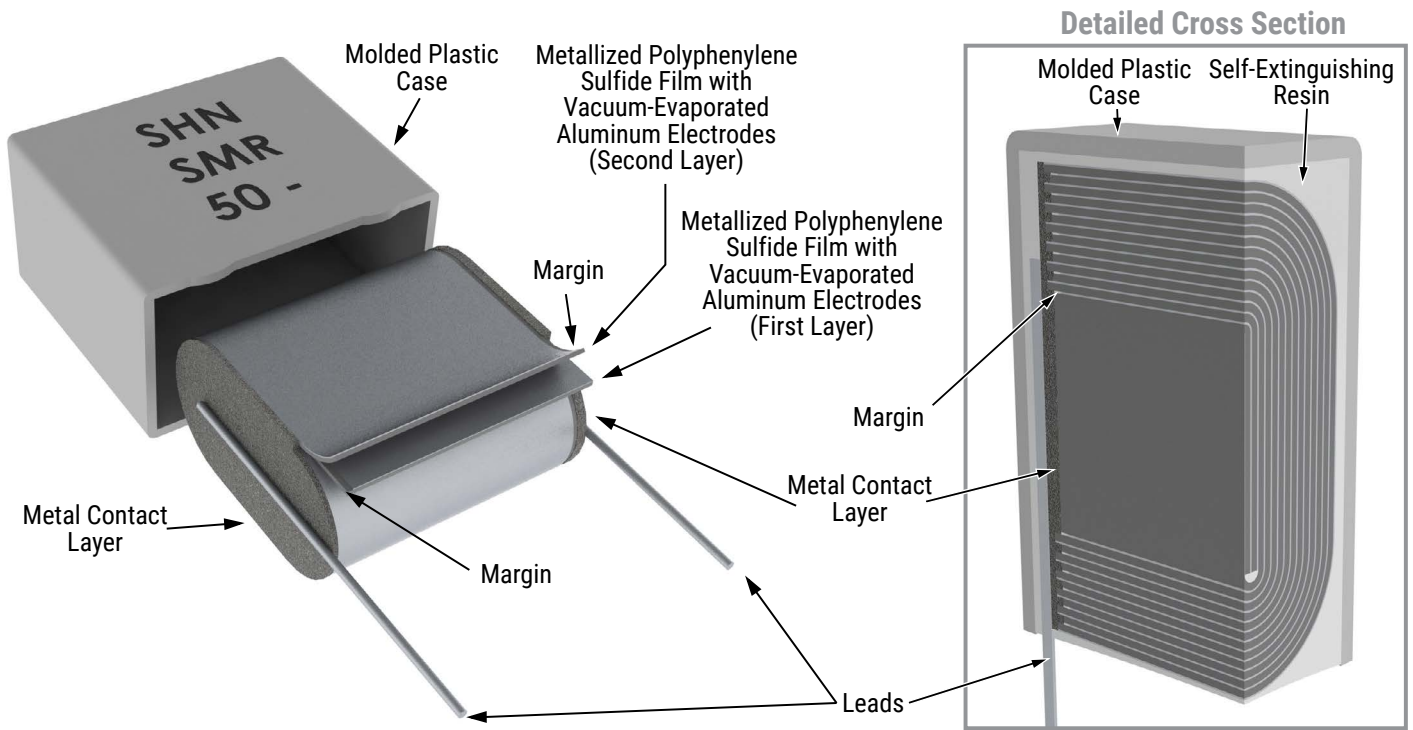 Detailed Cross Section
Molded Plastic
Case
Metallized Polyphenylene
Sulfide Film with
Vacuum-Evaporated
Aluminum Electrodes
(Second Layer)
Molded Plastic
Case
Self-Extinguishing
Resin
SHN
SMR
50 -
Metallized Polyphenylene
Sulfide Film with
Vacuum-Evaporated
Aluminum Electrodes
(First Layer)
Margin
Margin
Metal Contact
Layer
Metal Contact
Layer
Margin
Leads